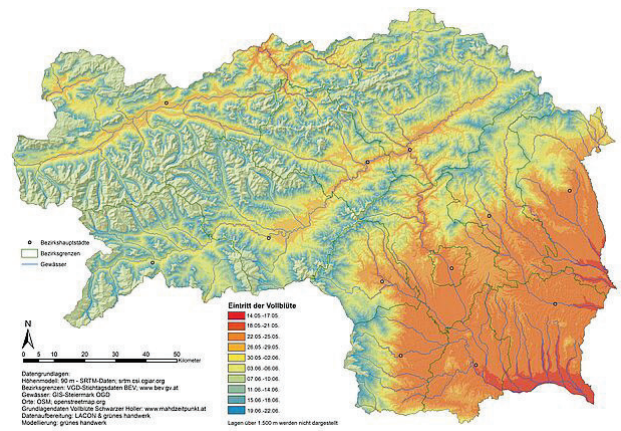 Bezirkshauptstädte
Bezirksgrenzen
Gewässer
N
0 5 10 20 30 40 50
Kilometer
Eintritt der Vollblüte
14.05.-17.05.
18.05.-21.05.
22.05.-25.05.
26.05.-29.05.
30.05.-02.06.
03.06.-06.06.
07.06.-10.06.
11.06.-14.06.
15.06.-18.06.
19.06.-22.06.
Lagen über 1.500 m werden nicht dargestellt
Datengrundlagen:
Höhenmodell: 90 m - SRTM-Daten; srtm.csi.cgiar.org
Bezirksgrenzen: VGD-Stichtagsdaten BEV; www.bev.gv.at
Gewässer: GIS-Steiermark OGD
Orte: OSM; openstreetmap.org
Grundlagendaten Vollblüte Schwarzer Holler: www.mahdzeitpunkt.at
Datenaufbereitung: LACON & grünes handwerk
Modellierung: grünes handwerk